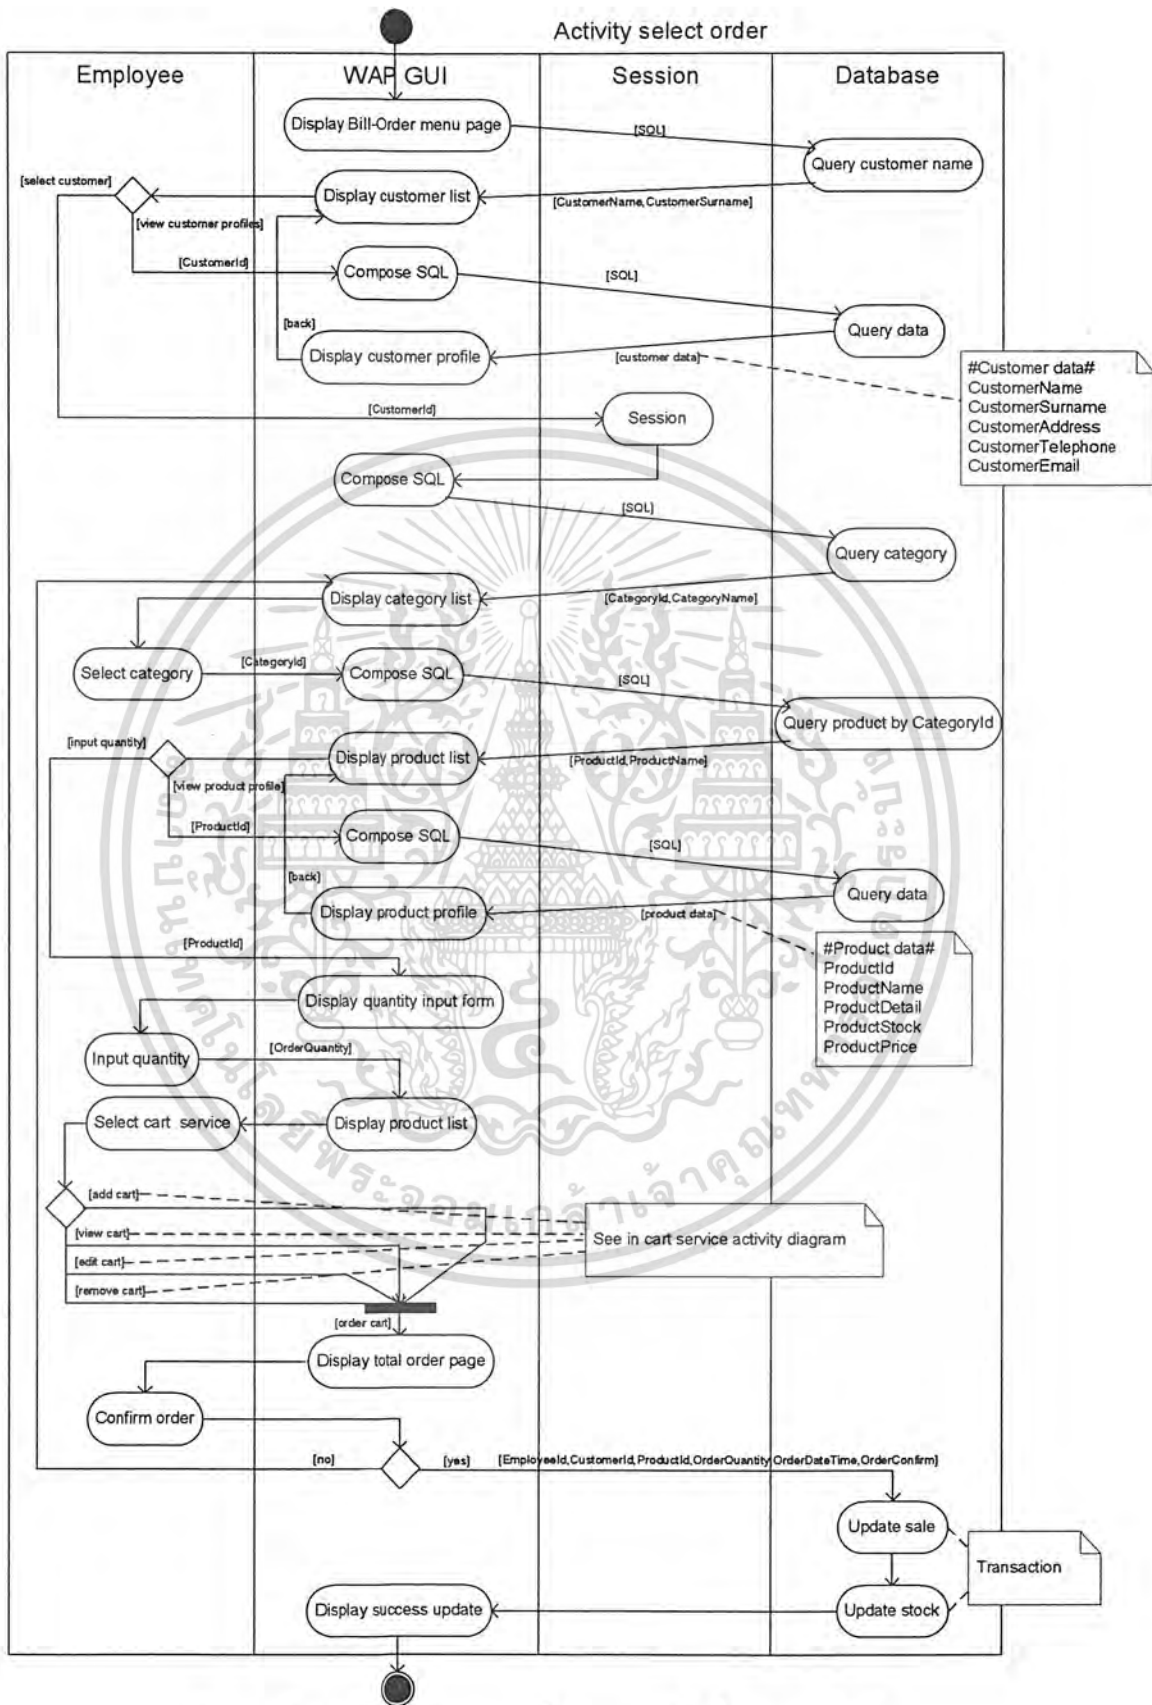 Activity select order
Employee
WAP GUI
Session
Database
Display Bill-Order menu page
[SQL]
Query customer name
[select customer]
Display customer list
[CustomerName,CustomerSurname]
[view customer profiles]
[CustomerId]
Compose SQL
[SQL]
[back]
Query data
Display customer profile
[customer data]
#Customer data#
CustomerName
CustomerSurname
CustomerAddress
CustomerTelephone
CustomerEmail
[CustomerId]
Session
Compose SQL
[SQL]
Query category
Display category list
[CategoryId,CategoryName]
Select category
[CategoryId]
Compose SQL
[SQL]
Query product by CategoryId
[input quantity]
Display product list
[ProductId,ProductName]
[view product profile]
[ProductId]
Compose SQL
[SQL]
[back]
Query data
Display product profile
[product data]
#Product data#
ProductId
ProductName
ProductDetail
ProductStock
ProductPrice
[ProductId]
Display quantity input form
Input quantity
[OrderQuantity]
Select cart service
Display product list
[add cart]
[view cart]
[edit cart]
[remove cart]
See in cart service activity diagram
[order cart]
Display total order page
Confirm order
[no]
[yes]
[EmployeeId,CustomerId,ProductId,OrderQuantity,OrderDateTime,OrderConfirm]
Update sale
Transaction
Display success update
Update stock